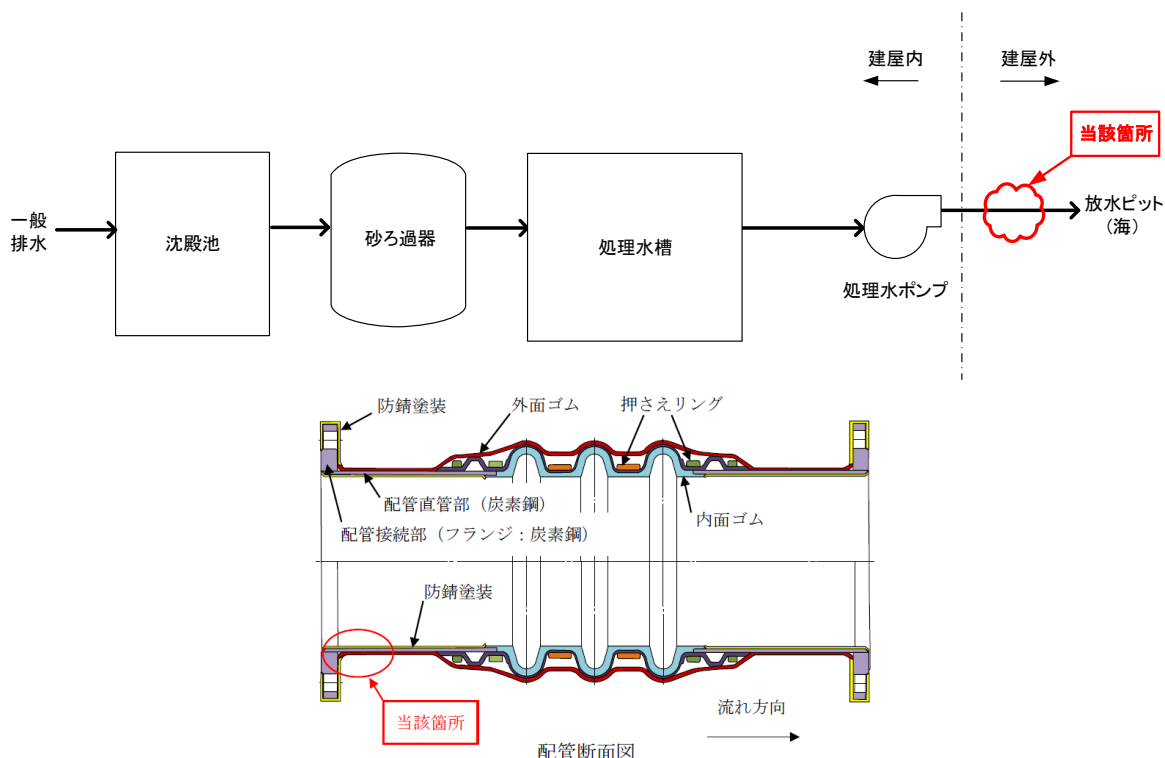 建屋内
建屋外
当該箇所
一般
排水
沈殿池
砂ろ過器
処理水槽
処理水ポンプ
放水ピット
(海)
防錆塗装
外面ゴム
押さえリング
配管直管部（炭素鋼）
配管接続部（フランジ：炭素鋼）
内面ゴム
防錆塗装
当該箇所
流れ方向
配管断面図